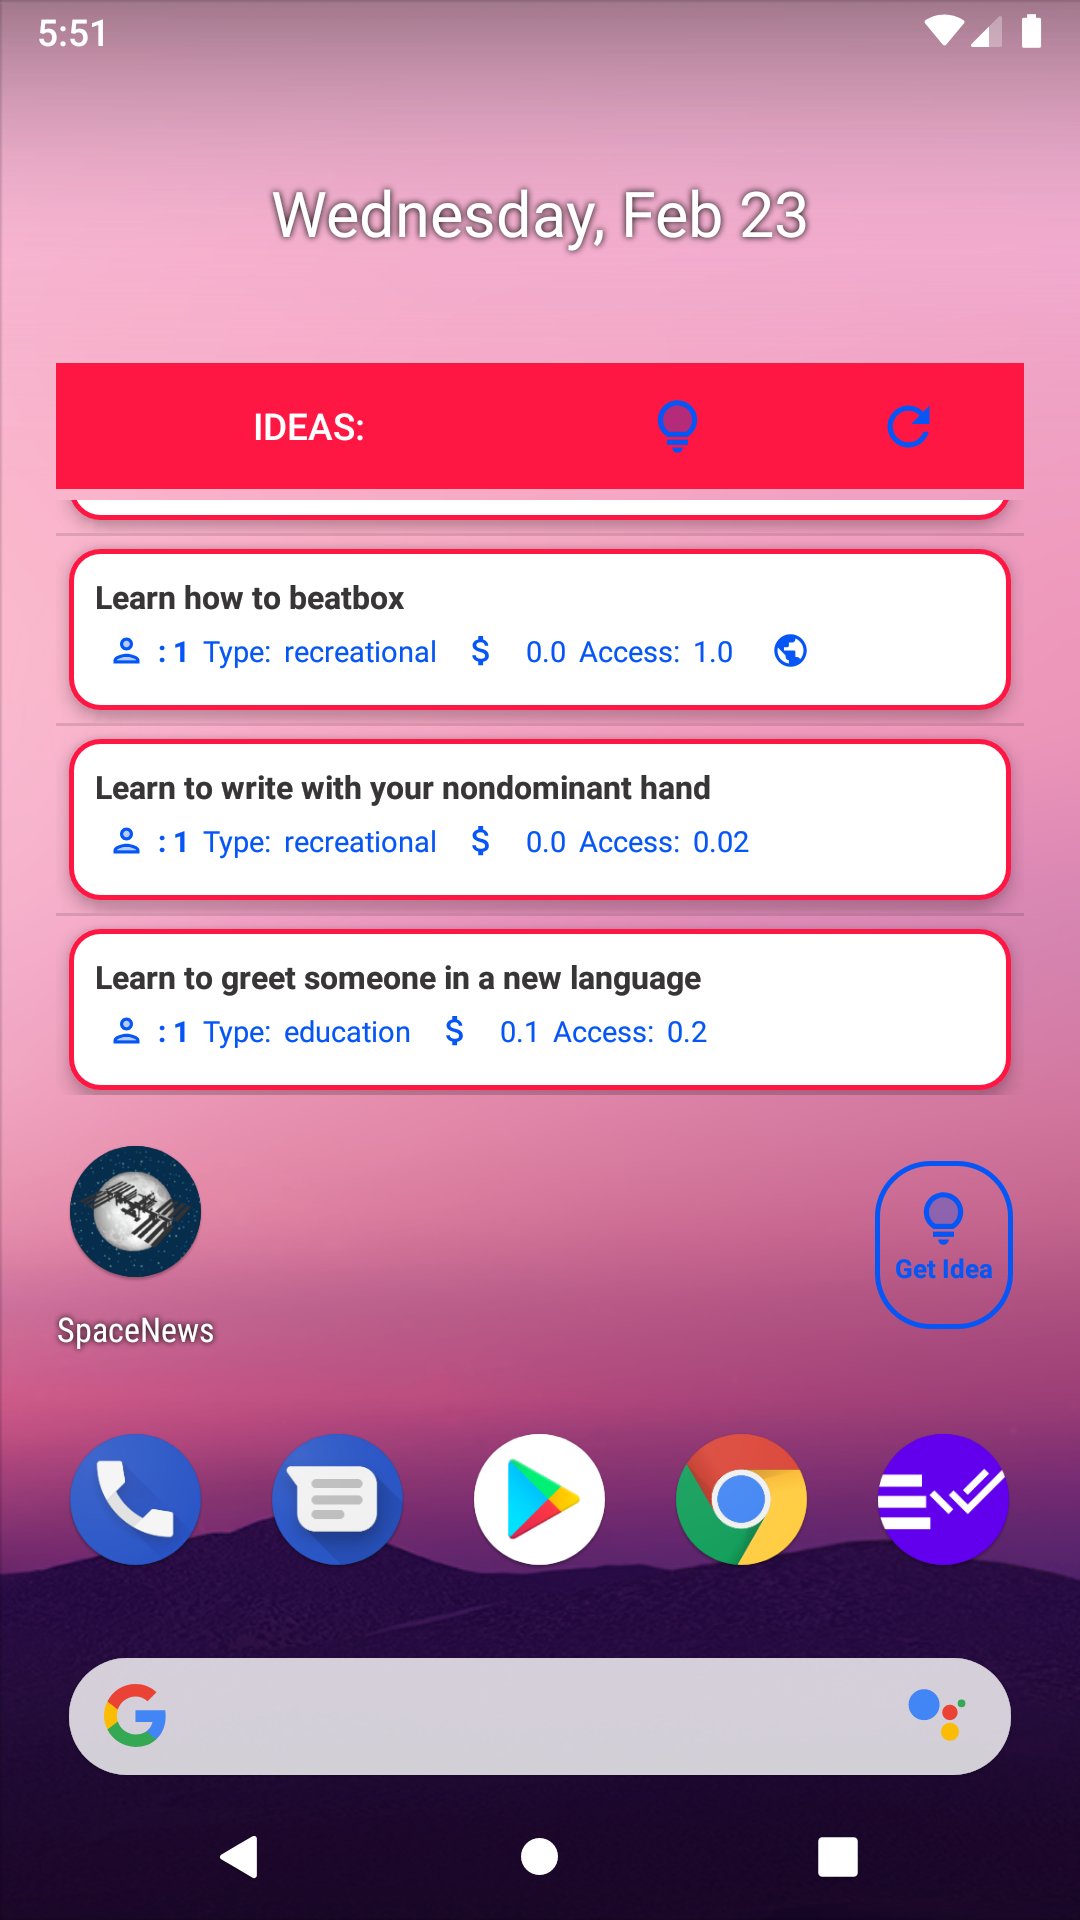 5:51
Wednesday, Feb 23
IDEAS:
Learn how to beatbox
: 1 Type: recreational $ 0.0 Access: 1.0
Learn to write with your nondominant hand
: 1 Type: recreational $ 0.0 Access: 0.02
Learn to greet someone in a new language
: 1 Type: education $ 0.1 Access: 0.2
Get Idea
SpaceNews